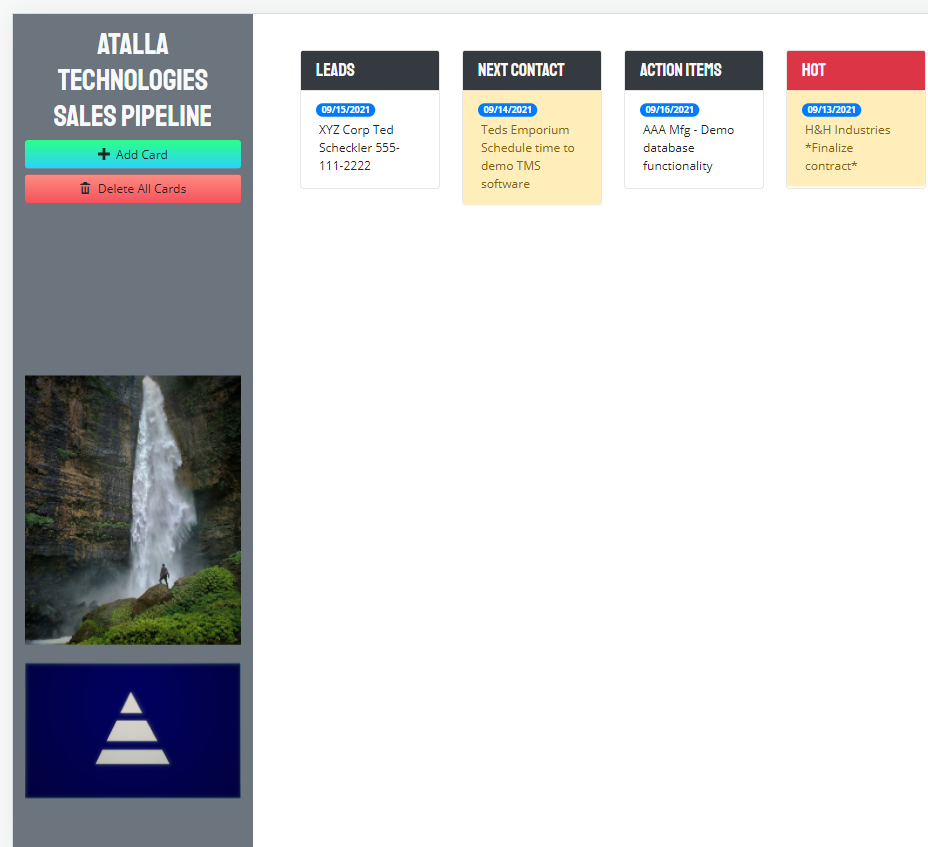 ATALLA
TECHNOLOGIES
SALES PIPELINE
Add Card
Delete All Cards
LEADS
09/15/2021
XYZ Corp Ted
Scheckler 555-
111-2222
NEXT CONTACT
09/14/2021
Teds Emporium
Schedule time to
demo TMS
software
ACTION ITEMS
09/16/2021
AAA Mfg - Demo
database
functionality
HOT
09/13/2021
H&H Industries
*Finalize
contract*